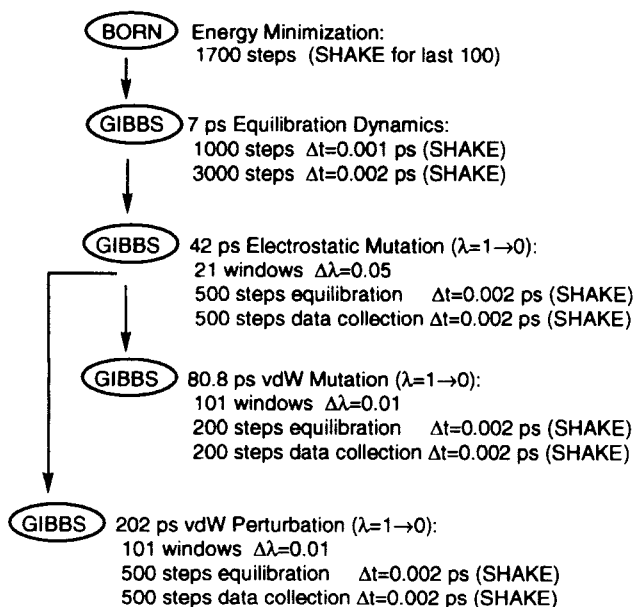 BORN Energy Minimization:
1700 steps (SHAKE for last 100)
GIBBS 7 ps Equilibration Dynamics:
1000 steps Δt=0.001 ps (SHAKE)
3000 steps Δt=0.002 ps (SHAKE)
GIBBS 42 ps Electrostatic Mutation (λ=1→0):
21 windows Δλ=0.05
500 steps equilibration Δt=0.002 ps (SHAKE)
500 steps data collection Δt=0.002 ps (SHAKE)
GIBBS 80.8 ps vdW Mutation (λ=1→0):
101 windows Δλ=0.01
200 steps equilibration Δt=0.002 ps (SHAKE)
200 steps data collection Δt=0.002 ps (SHAKE)
GIBBS 202 ps vdW Perturbation (λ=1→0):
101 windows Δλ=0.01
500 steps equilibration Δt=0.002 ps (SHAKE)
500 steps data collection Δt=0.002 ps (SHAKE)